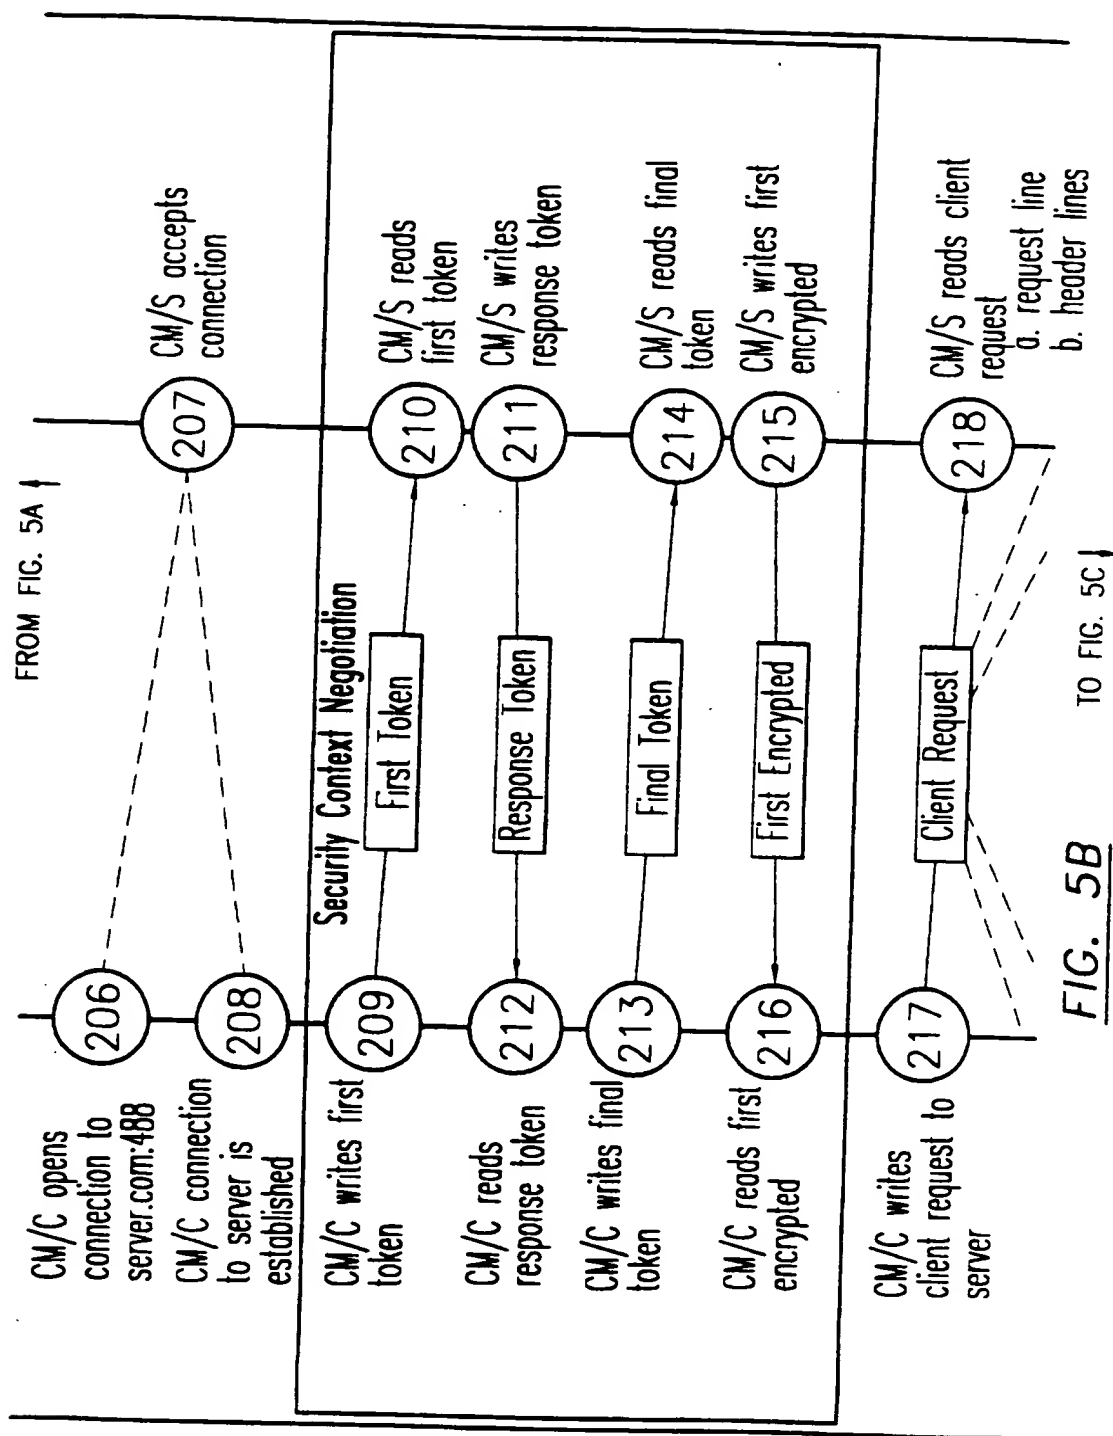 FROM FIG. 5A
206
CM/C opens
connection to
server.com:488
207
CM/S accepts
connection
208
CM/C connection
to server is
established
Security Context Negotiation
209
CM/C writes first
token
First Token
210
CM/S reads
first token
211
CM/S writes
response token
Response Token
212
CM/C reads
response token
213
CM/C writes final
token
Final Token
214
CM/S reads final
token
215
CM/S writes first
encrypted
First Encrypted
216
CM/C reads first
encrypted
217
CM/C writes
client request to
server
Client Request
218
CM/S reads client
request
a. request line
b. header lines
TO FIG. 5C
FIG. 5B